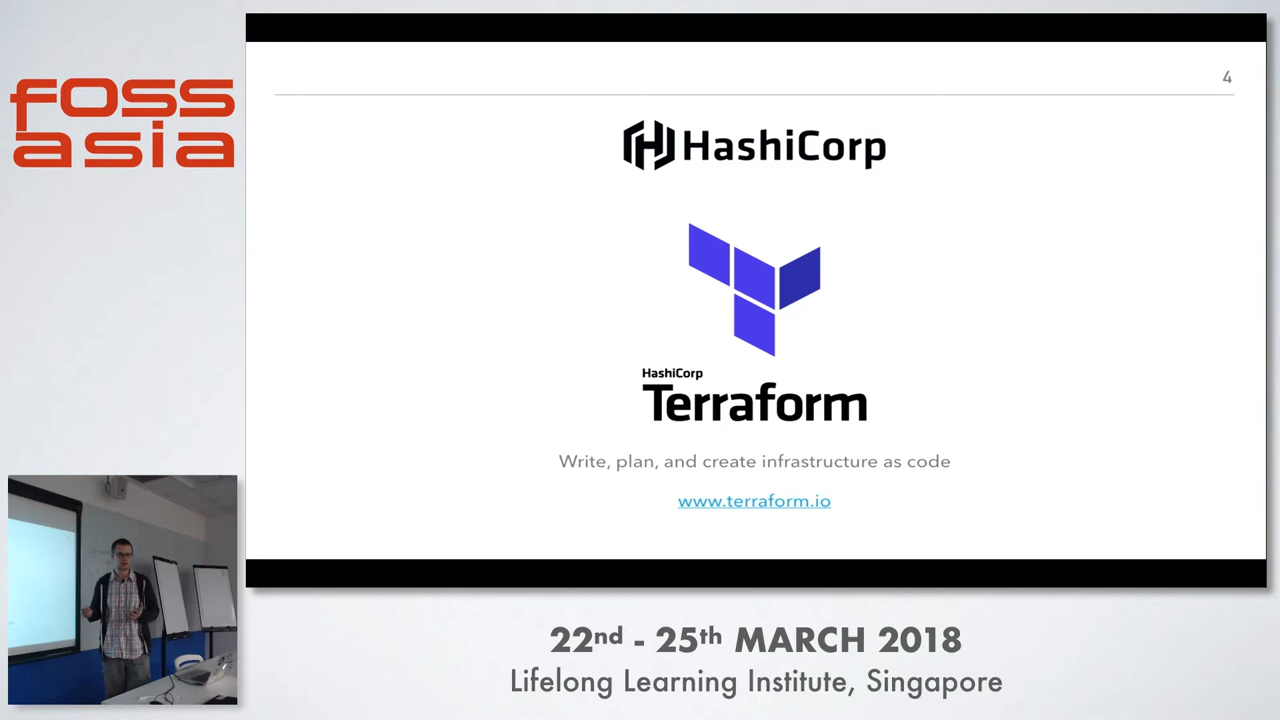 foss
asia
4
HashiCorp
HashiCorp
Terraform
Write, plan, and create infrastructure as code
www.terraform.io
22nd - 25th MARCH 2018
Lifelong Learning Institute, Singapore